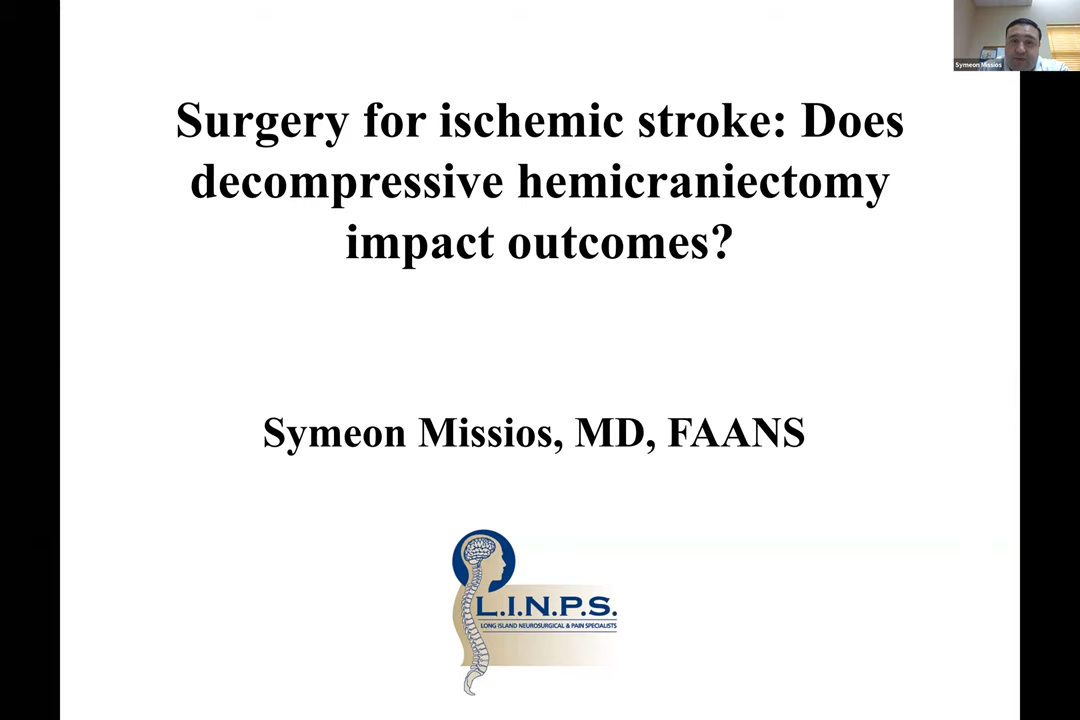 Symeon Missios
Surgery for ischemic stroke: Does
decompressive hemicraniectomy
impact outcomes?
Symeon Missios, MD, FAANS
L.I.N.P.S.
LONG ISLAND NEUROSURGICAL & PAIN SPECIALISTS